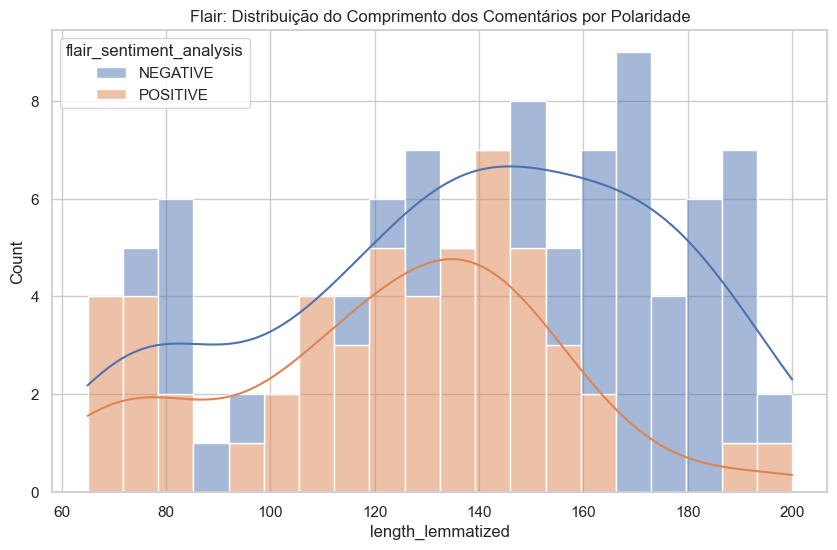 Flair: Distribuição do Comprimento dos Comentários por Polaridade
flair_sentiment_analysis
NEGATIVE
POSITIVE
Count
8
6
4
2
0
60 80 100 120 140 160 180 200
length_lemmatized